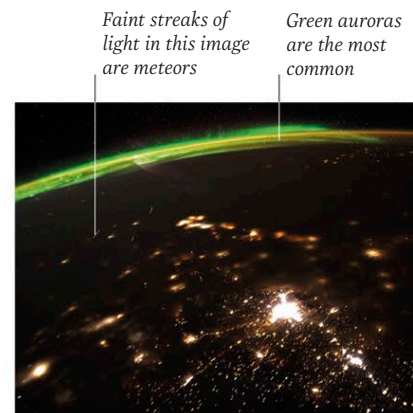 Faint streaks of
light in this image
are meteors
Green auroras
are the most
common